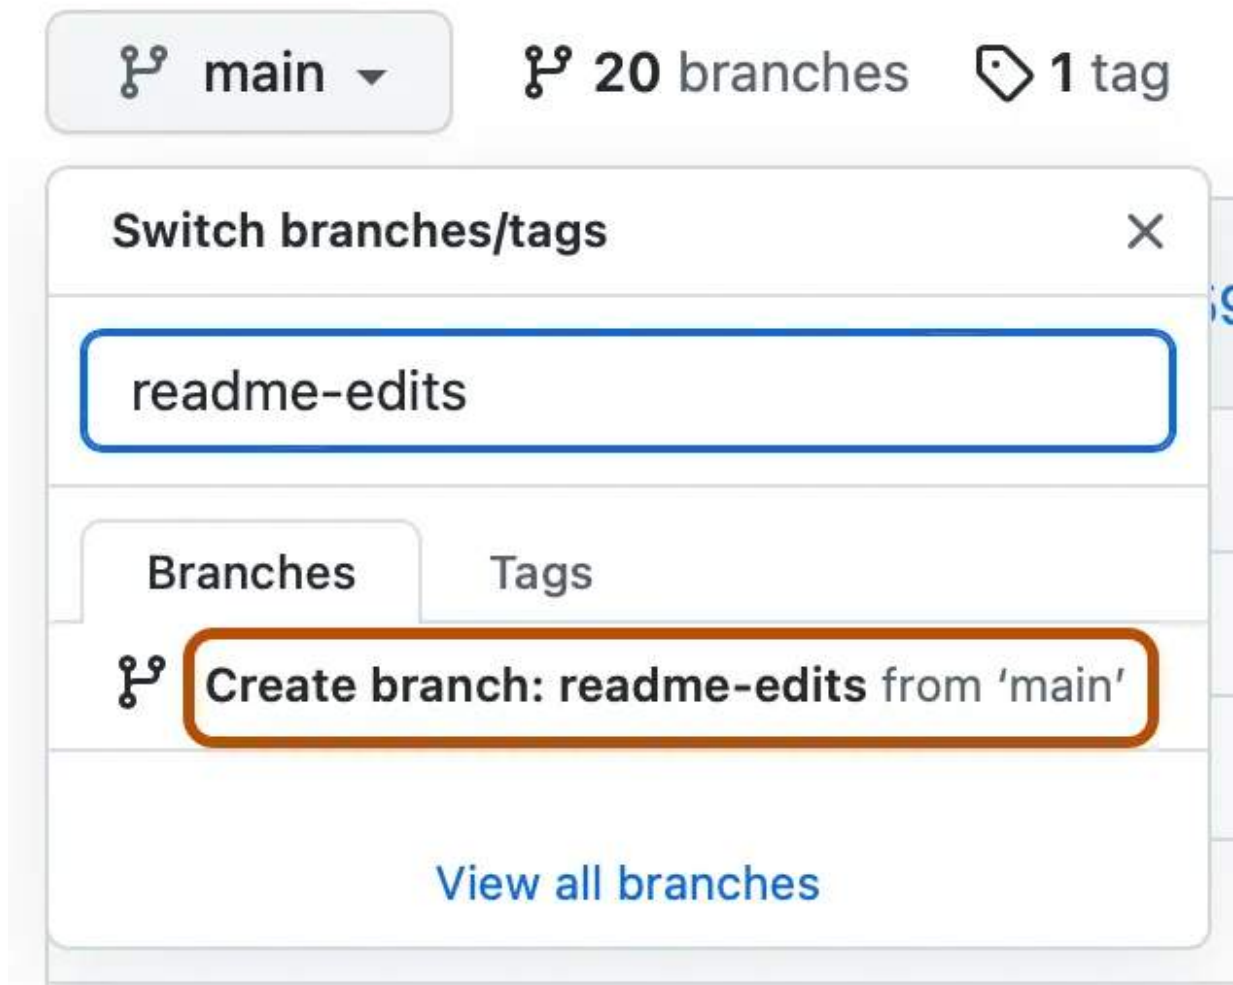 main 20 branches 1 tag
Switch branches/tags
readme-edits
Branches Tags
Create branch: readme-edits from ‘main’
View all branches